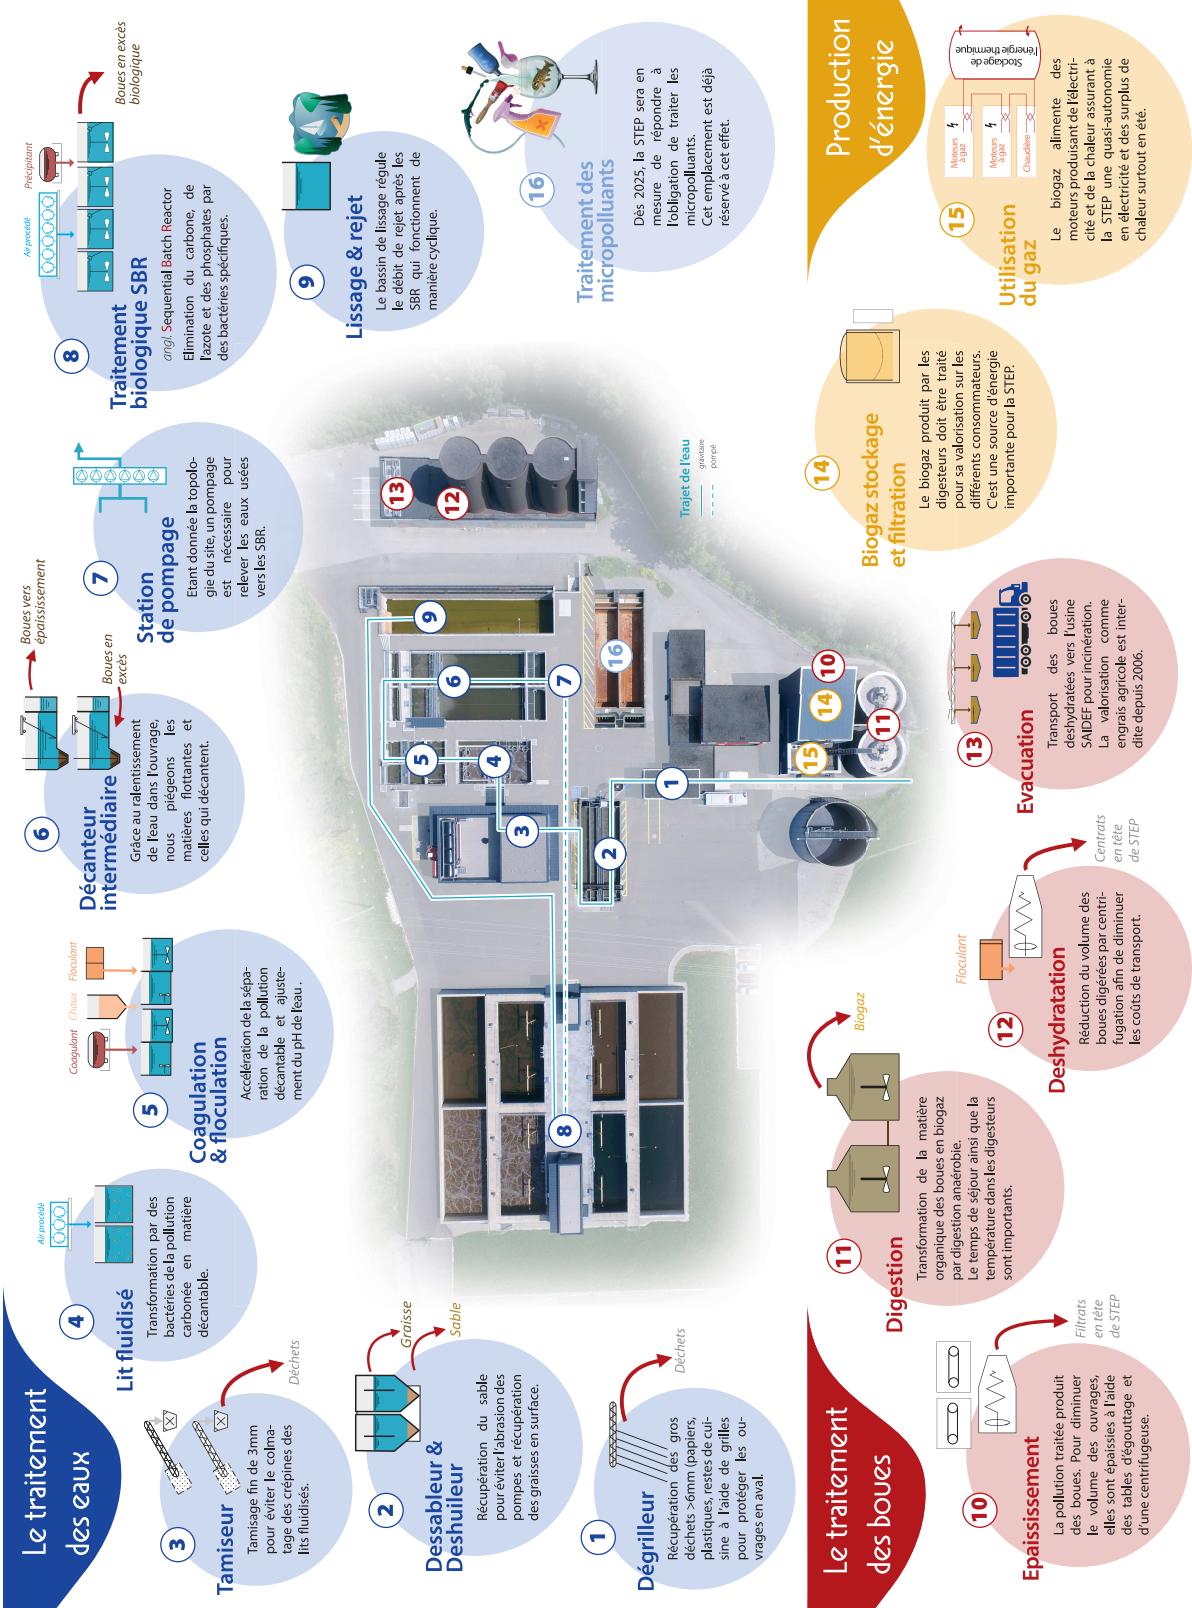 Le traitement
des eaux
1
Dégrilleur
Récupération des gros
déchets >6mm (papiers,
plastiques, restes de cui-
sine à l'aide de grilles
pour protéger les ou-
vrages en aval.
Déchets
2
Dessableur &
Deshuileur
Récupération du sable
pour éviter l'abrasion des
pompes et récupération
des graisses en surface.
Graisse
Sable
3
Tamiseur
Tamisage fin de 3mm
pour éviter le colma-
tage des crépines des
lits fluidisés.
Déchets
4
Lit fluidisé
Air procédé
Transformation par des
bactéries de la pollution
carbonée en matière
décantable.
5
Coagulation
& floculation
Coagulant
Chaux
Floculant
Accélération de la sépa-
ration de la pollution
décantable et ajuste-
ment du pH de l'eau .
6
Décanteur
intermédiaire
Boues vers
épaississement
Boues en
excès
Grâce au ralentissement
de l'eau dans l'ouvrage,
nous piégeons les
matières flottantes et
celles qui décantent.
7
Station
de pompage
Etant donnée la topolo-
gie du site, un pompage
est nécessaire pour
relever les eaux usées
vers les SBR.
8
Traitement
biologique SBR
Air procédé
Précipitant
Boues en excès
biologique
angl. Sequential Batch Reactor
Elimination du carbone, de
l'azote et des phosphates par
des bactéries spécifiques.
9
Lissage & rejet
Le bassin de lissage régule
le débit de rejet après les
SBR qui fonctionnent de
manière cyclique.
16
Traitement des
micropolluants
Dès 2025, la STEP sera en
mesure de répondre à
l'obligation de traiter les
micropolluants.
Cet emplacement est déjà
réservé à cet effet.
8
3
2
4
5
1
6
7
9
16
15
14
10
11
12
13
Trajet de l'eau
gravitaire
pompé
Le traitement
des boues
10
Epaississement
La pollution traitée produit
des boues. Pour diminuer
le volume des ouvrages,
elles sont épaissies à l'aide
des tables d'égouttage et
d'une centrifugeuse.
Filtrats
en tête
de STEP
11
Digestion
Biogaz
Transformation de la matière
organique des boues en biogaz
par digestion anaérobie.
Le temps de séjour ainsi que la
température dans les digesteurs
sont importants.
12
Deshydratation
Floculant
Réduction du volume des
boues digérées par centri-
fugation afin de diminuer
les coûts de transport.
Centrats
en tête
de STEP
13
Evacuation
Transport des boues
deshydratées vers l'usine
SAIDEF pour incinération.
La valorisation comme
engrais agricole est inter-
dite depuis 2006.
Production
d'énergie
14
Biogaz stockage
et filtration
Le biogaz produit par les
digesteurs doit être traité
pour sa valorisation sur les
différents consommateurs.
C'est une source d'énergie
importante pour la STEP.
15
Utilisation
du gaz
Moteurs
à gaz
Moteurs
à gaz
Chaudière
Stockage de
l'énergie thermique
Le biogaz alimente des
moteurs produisant de l'électri-
cité et de la chaleur assurant à
la STEP une quasi-autonomie
en électricité et des surplus de
chaleur surtout en été.